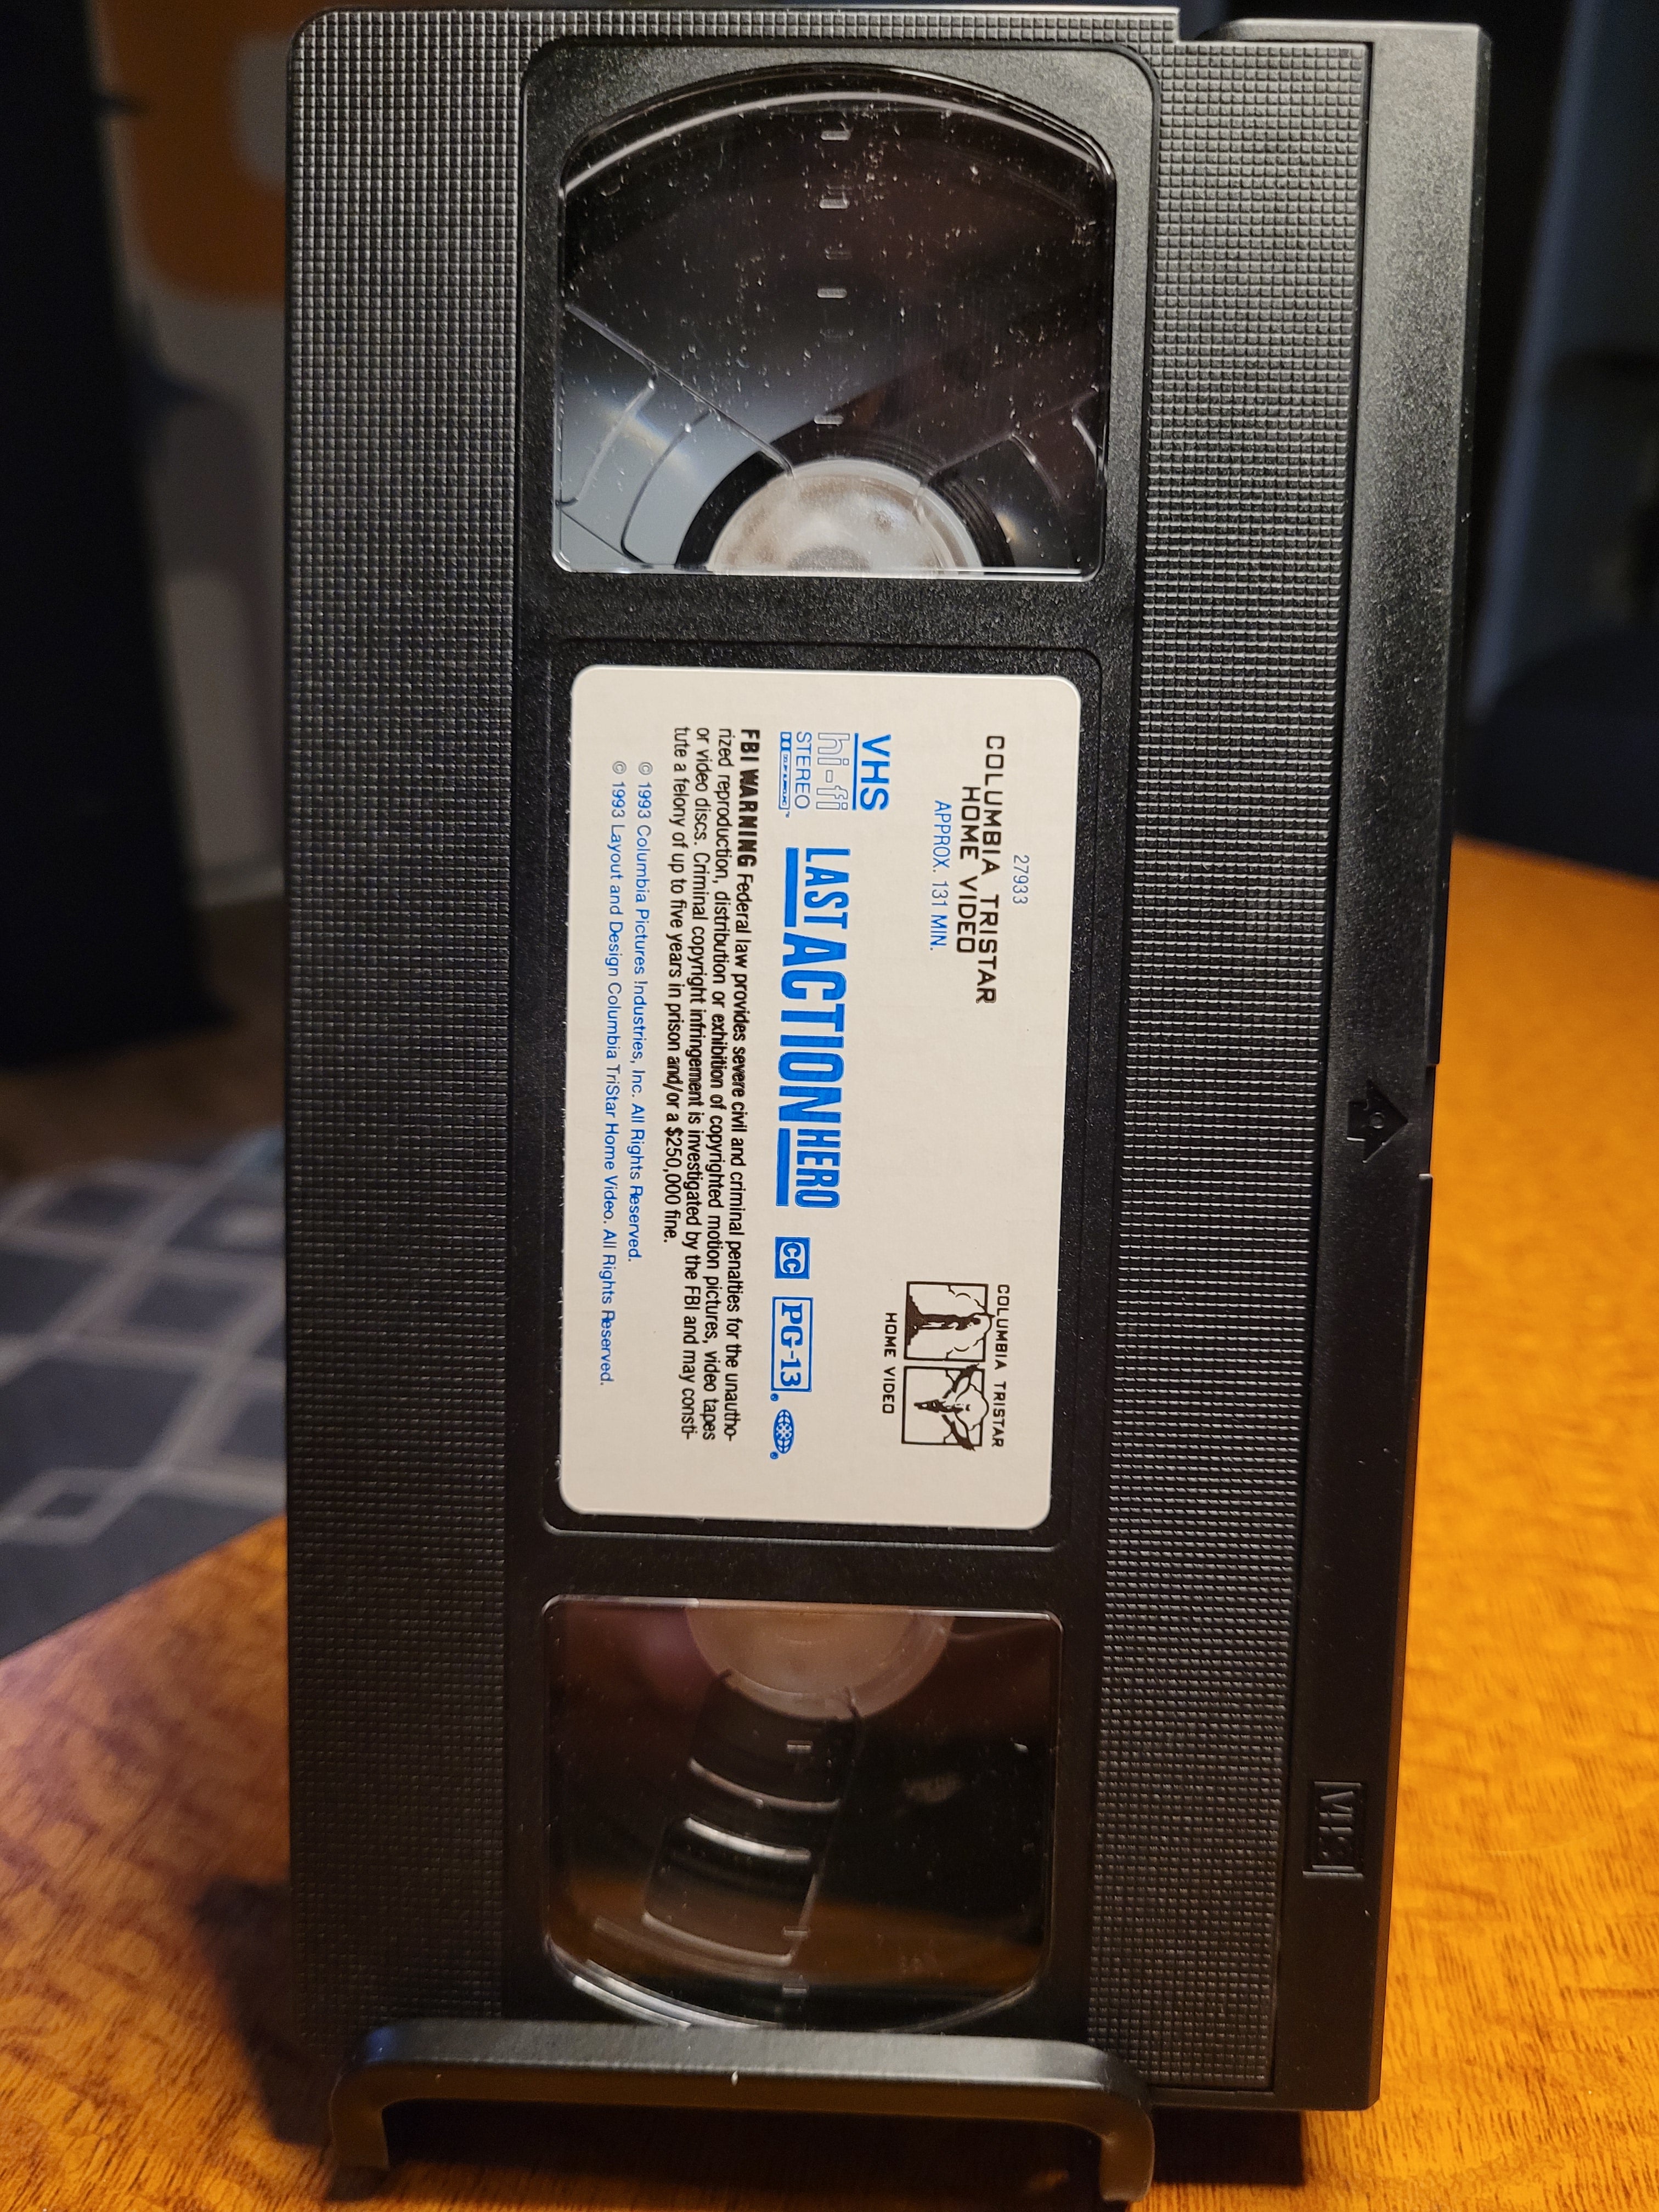 27933
COLUMBIA TRISTAR
HOME VIDEO
APPROX. 131 MIN.
COLUMBIA TRISTAR
HOME VIDEO
VHS
hi-fi
STEREO
LAST ACTION HERO
CC
PG-13®
®
FBI WARNING Federal law provides severe civil and criminal penalties for the unautho-
rized reproduction, distribution or exhibition of copyrighted motion pictures, video tapes
or video discs. Criminal copyright infringement is investigated by the FBI and may consti-
tute a felony of up to five years in prison and/or a $250,000 fine.
© 1993 Columbia Pictures Industries, Inc. All Rights Reserved.
© 1993 Layout and Design Columbia TriStar Home Video. All Rights Reserved.